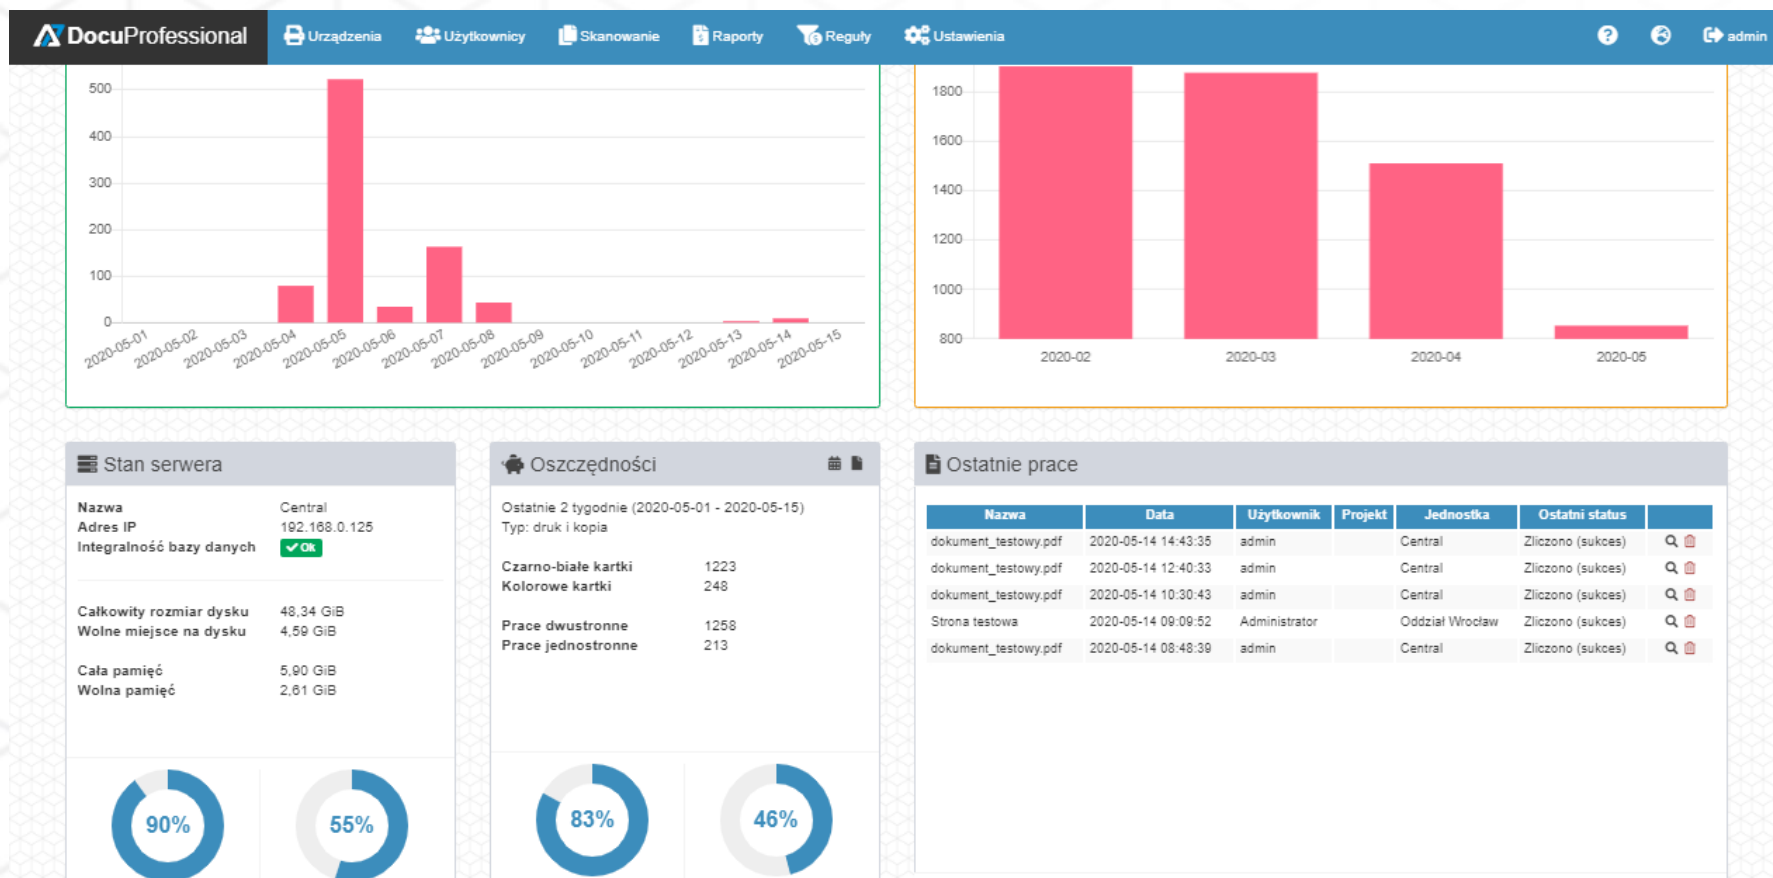 DocuProfessional Urządzenia Użytkownicy Skanowanie Raporty Reguły Ustawienia ? admin
500
400
300
200
100
0
2020-05-01 2020-05-02 2020-05-03 2020-05-04 2020-05-05 2020-05-06 2020-05-07 2020-05-08 2020-05-09 2020-05-10 2020-05-11 2020-05-12 2020-05-13 2020-05-14 2020-05-15
1800
1600
1400
1200
1000
800
2020-02 2020-03 2020-04 2020-05
Stan serwera
Nazwa Central
Adres IP 192.168.0.125
Integralność bazy danych Ok
Całkowity rozmiar dysku 48,34 GiB
Wolne miejsce na dysku 4,59 GiB
Cała pamięć 5,90 GiB
Wolna pamięć 2,61 GiB
90% 55%
Oszczędności
Ostatnie 2 tygodnie (2020-05-01 - 2020-05-15)
Typ: druk i kopia
Czarno-białe kartki 1223
Kolorowe kartki 248
Prace dwustronne 1258
Prace jednostronne 213
83% 46%
Ostatnie prace
Nazwa Data Użytkownik Projekt Jednostka Ostatni status
dokument_testowy.pdf 2020-05-14 14:43:35 admin Central Zliczono (sukces)
dokument_testowy.pdf 2020-05-14 12:40:33 admin Central Zliczono (sukces)
dokument_testowy.pdf 2020-05-14 10:30:43 admin Central Zliczono (sukces)
Strona testowa 2020-05-14 09:09:52 Administrator Oddział Wrocław Zliczono (sukces)
dokument_testowy.pdf 2020-05-14 08:48:39 admin Central Zliczono (sukces)